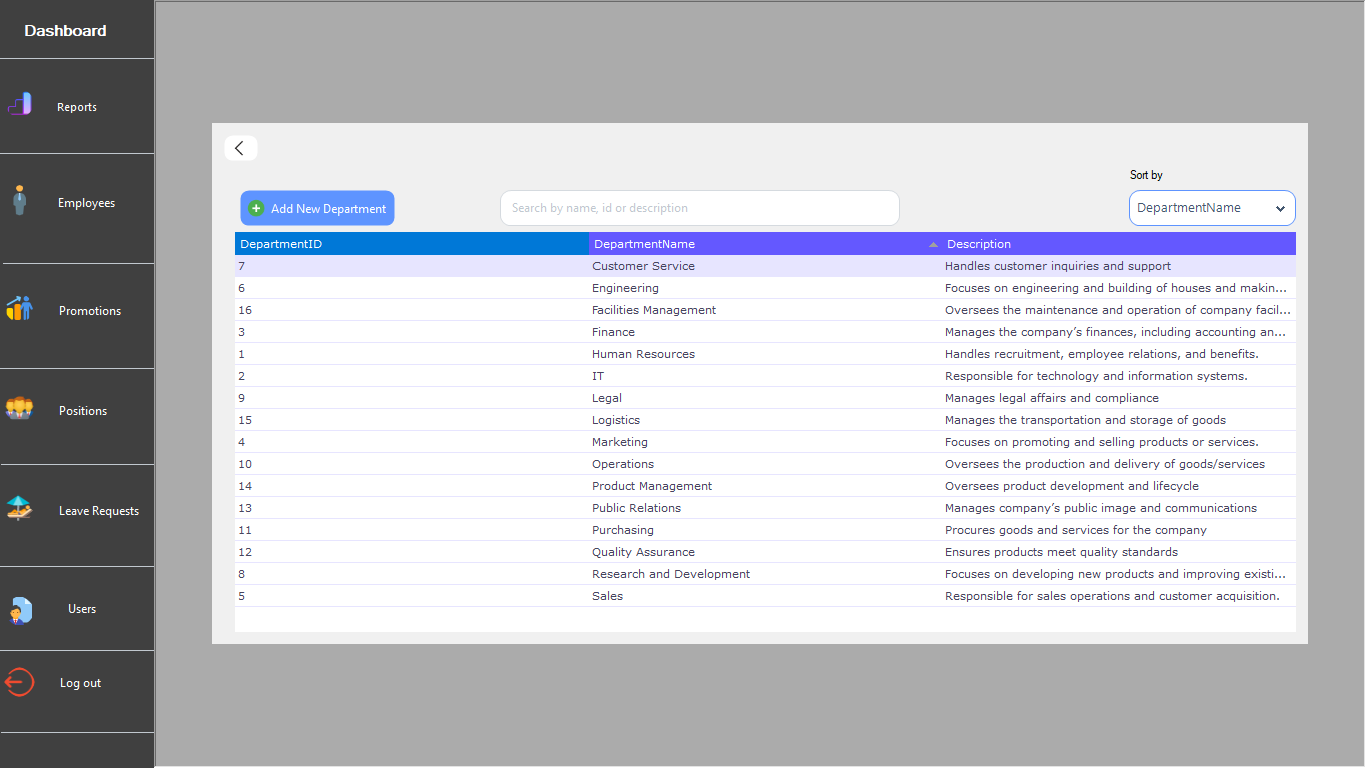 Dashboard
Reports
Employees
Promotions
Positions
Leave Requests
Users
Log out
Sort by
Add New Department
Search by name, id or description
DepartmentName
DepartmentID DepartmentName Description
7 Customer Service Handles customer inquiries and support
6 Engineering Focuses on engineering and building of houses and makin...
16 Facilities Management Oversees the maintenance and operation of company facil...
3 Finance Manages the company’s finances, including accounting an...
1 Human Resources Handles recruitment, employee relations, and benefits.
2 IT Responsible for technology and information systems.
9 Legal Manages legal affairs and compliance
15 Logistics Manages the transportation and storage of goods
4 Marketing Focuses on promoting and selling products or services.
10 Operations Oversees the production and delivery of goods/services
14 Product Management Oversees product development and lifecycle
13 Public Relations Manages company’s public image and communications
11 Purchasing Procures goods and services for the company
12 Quality Assurance Ensures products meet quality standards
8 Research and Development Focuses on developing new products and improving existi...
5 Sales Responsible for sales operations and customer acquisition.